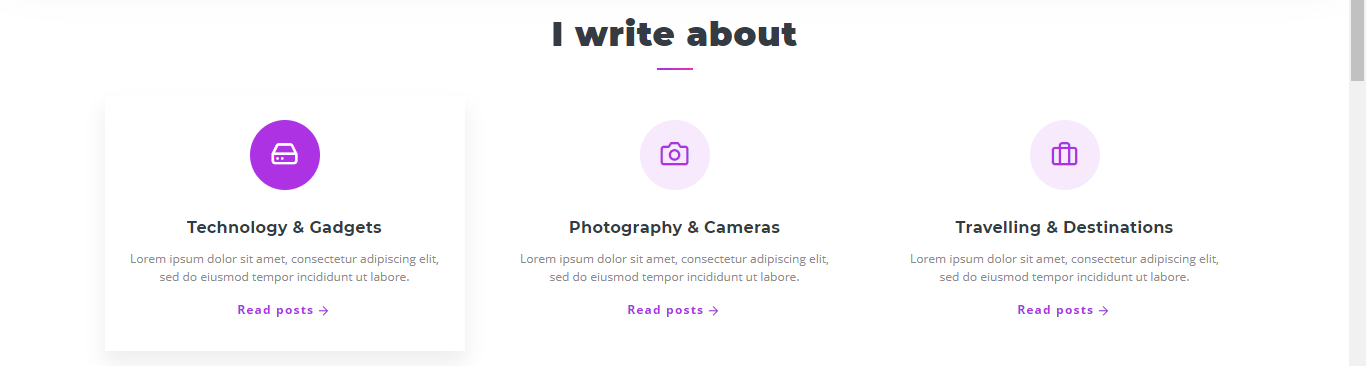 I write about
Technology & Gadgets
Lorem ipsum dolor sit amet, consectetur adipiscing elit,
sed do eiusmod tempor incididunt ut labore.
Read posts →
Photography & Cameras
Lorem ipsum dolor sit amet, consectetur adipiscing elit,
sed do eiusmod tempor incididunt ut labore.
Read posts →
Travelling & Destinations
Lorem ipsum dolor sit amet, consectetur adipiscing elit,
sed do eiusmod tempor incididunt ut labore.
Read posts →